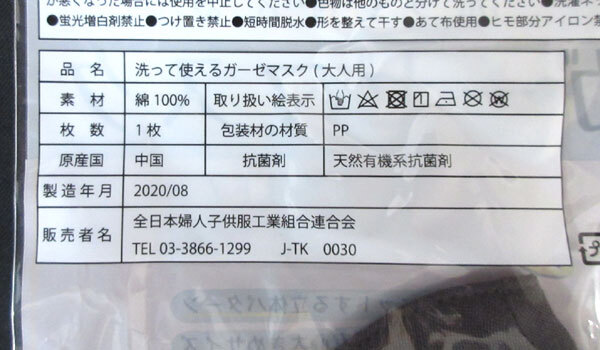 が悪くなった場合には使用を中止してください●色物は他のものと分けて洗ってください●洗濯ネッ
●蛍光増白剤禁止●つけ置き禁止●短時間脱水●形を整えて干す●あて布使用●ヒモ部分アイロン禁
品 名 洗って使えるガーゼマスク(大人用)
素 材 綿100% 取り扱い絵表示
枚 数 1枚 包装材の材質 PP
原産国 中国 抗菌剤 天然有機系抗菌剤
製造年月 2020/08
販売者名 全日本婦人子供服工業組合連合会
TEL 03-3866-1299 J-TK 0030